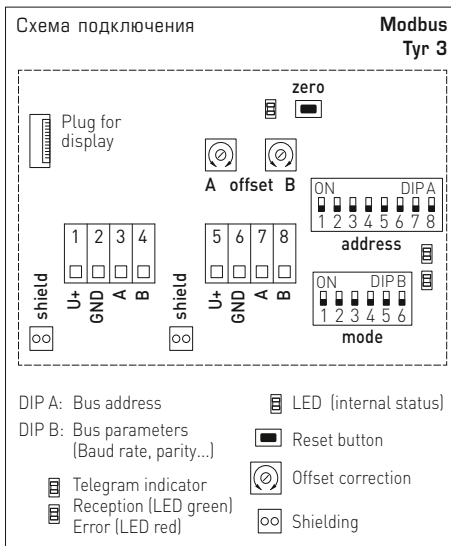 Схема подключения
Modbus
Tyr 3
zero
Plug for
display
A offset B
ON DIP A
1 2 3 4 5 6 7 8
address
1 2 3 4
5 6 7 8
shield
U+
GND
A
B
shield
U+
GND
A
B
ON DIP B
1 2 3 4 5 6
mode
DIP A: Bus address
DIP B: Bus parameters
(Baud rate, parity...)
Telegram indicator
Reception (LED green)
Error (LED red)
LED (internal status)
Reset button
Offset correction
Shielding